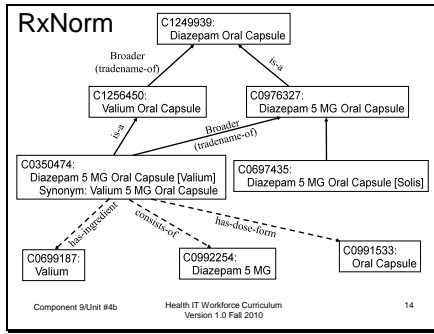 RxNorm
C1249939:
Diazepam Oral Capsule
Broader
(tradename-of)
is-a
C1256450:
Valium Oral Capsule
C0976327:
Diazepam 5 MG Oral Capsule
is-a
Broader
(tradename-of)
C0350474:
Diazepam 5 MG Oral Capsule [Valium]
Synonym: Valium 5 MG Oral Capsule
C0697435:
Diazepam 5 MG Oral Capsule [Solis]
has-ingredient
consists-of
has-dose-form
C0699187:
Valium
C0992254:
Diazepam 5 MG
C0991533:
Oral Capsule
Component 9/Unit #4b
Health IT Workforce Curriculum
Version 1.0 Fall 2010
14